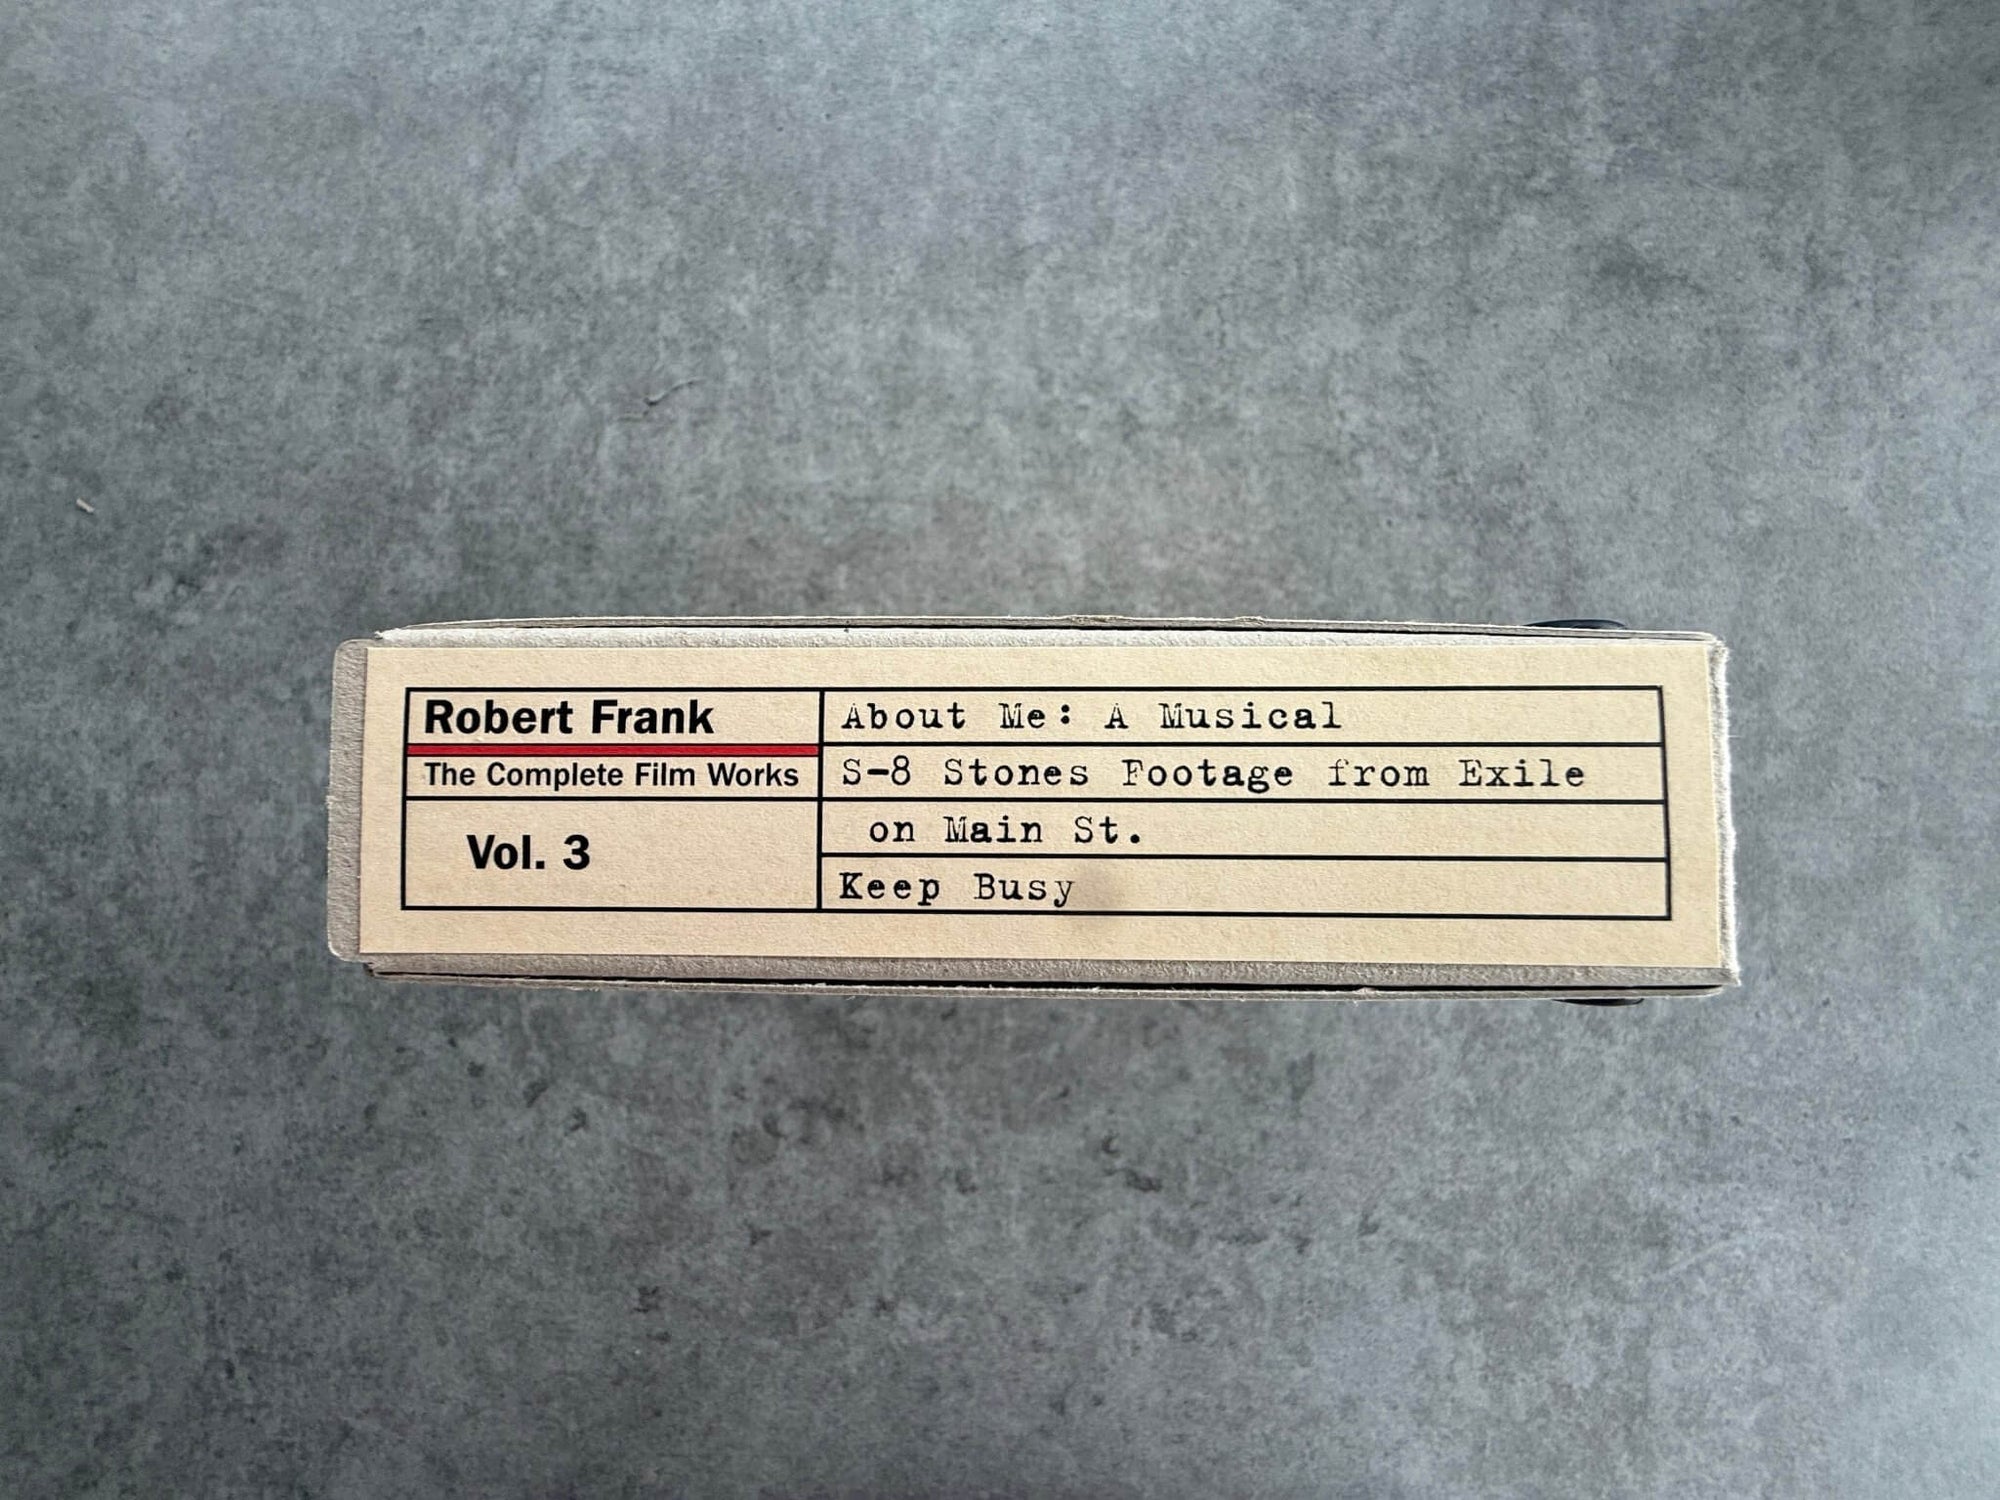 Robert Frank
The Complete Film Works
Vol. 3
About Me: A Musical
S-8 Stones Footage from Exile
on Main St.
Keep Busy